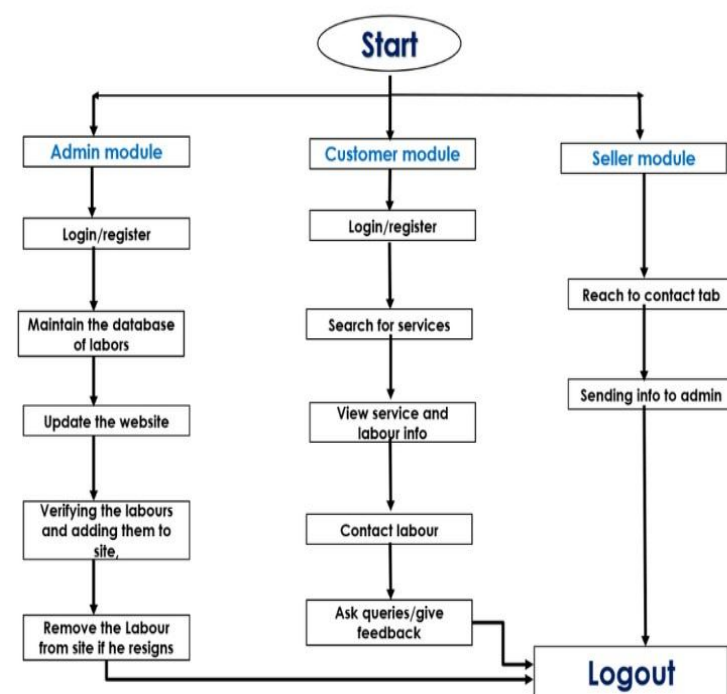 Start
Admin module
Customer module
Seller module
Login/register
Login/register
Reach to contact tab
Maintain the database
of labors
Search for services
Sending info to admin
Update the website
View service and
labour info
Verifying the labours
and adding them to
site,
Contact labour
Remove the Labour
from site if he resigns
Ask queries/give
feedback
Logout